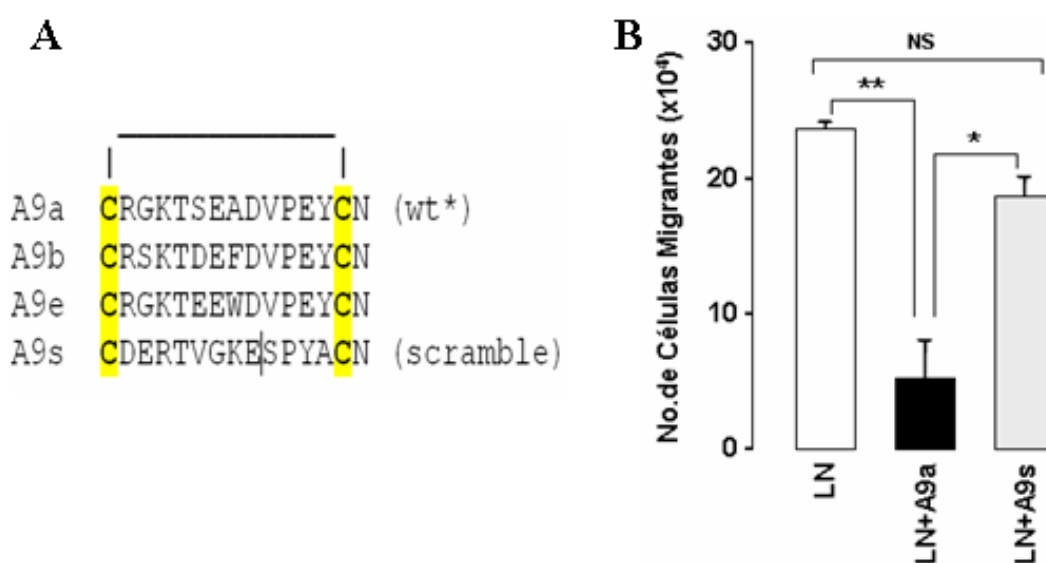 A
A9a CRGKTSEADVPEYCN (wt*)
A9b CRSKTDEFDVPEYCN
A9e CRGKTEEWDVPEYCN
A9s CDERTVGKESPYACN (scramble)
B
No.de Células Migrantes (x10⁴)
30
20
10
0
NS
**
*
LN
LN+A9a
LN+A9s